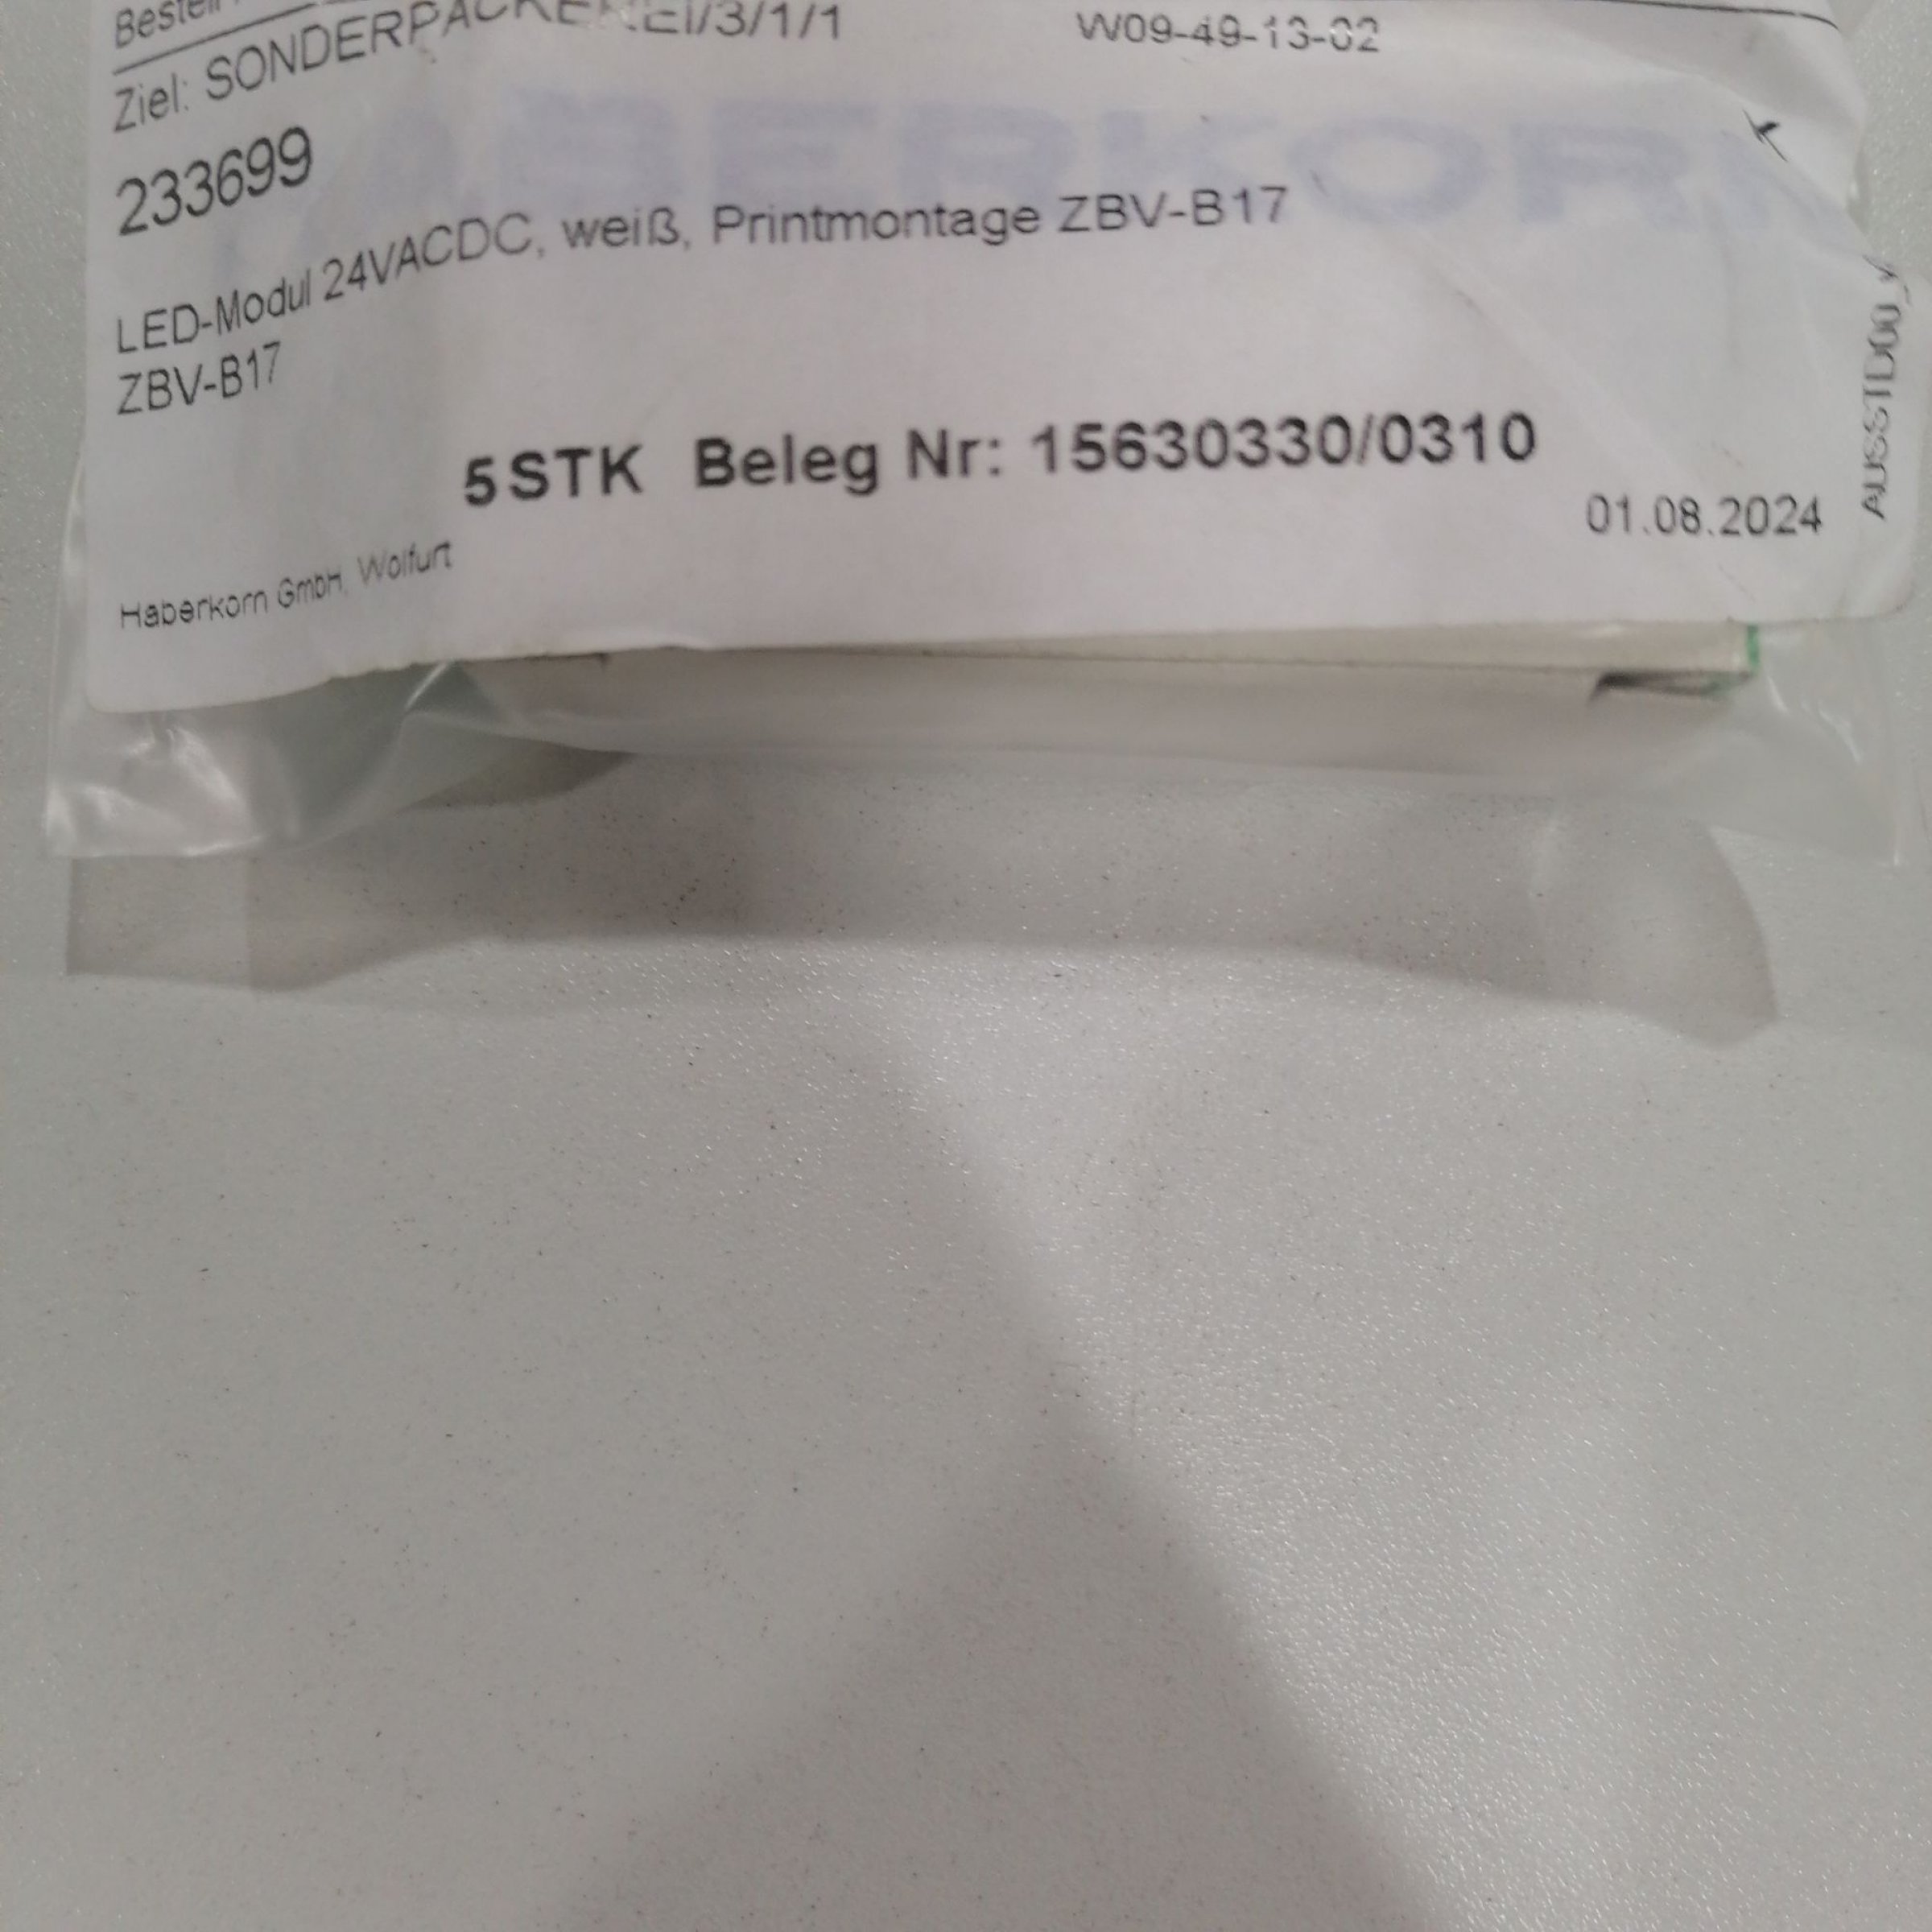 Ziel: SONDERPACKEREI/3/1/1 W09-49-13-02
233699
LED-Modul 24VACDC, weiß, Printmontage ZBV-B17
ZBV-B17
5STK Beleg Nr: 15630330/0310
01.08.2024
Haberkorn GmbH, Wolfurt